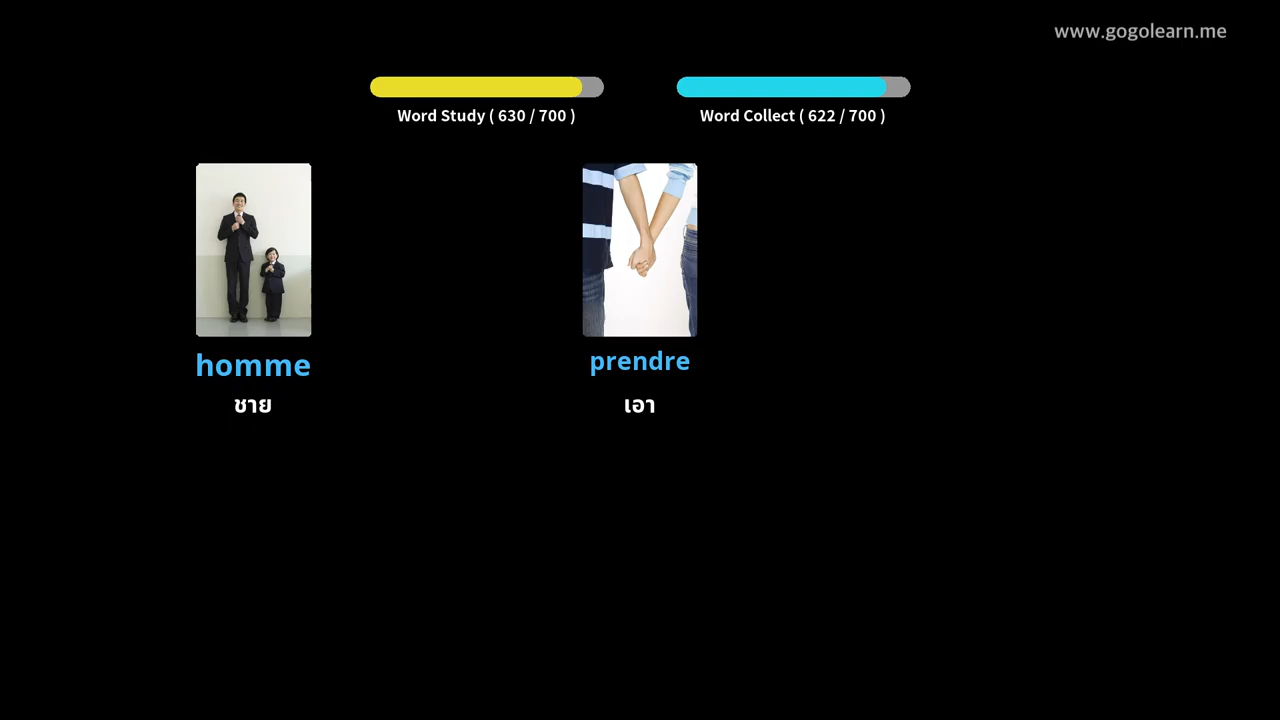 www.gogolearn.me
Word Study ( 630 / 700 )
Word Collect ( 622 / 700 )
homme
prendre
ชาย
เอา